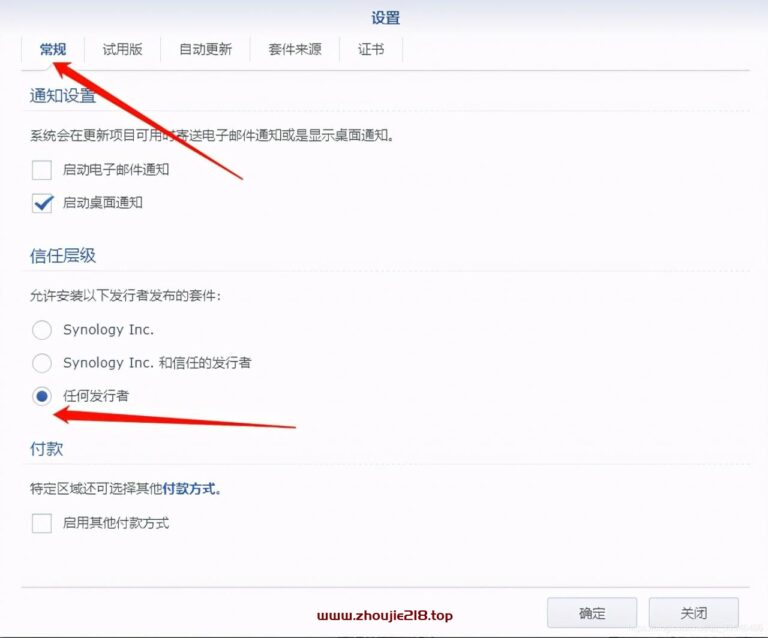 设置
常规 试用版 自动更新 套件来源 证书
通知设置
系统会在更新项目可用时寄送电子邮件通知或是显示桌面通知。
启动电子邮件通知
启动桌面通知
信任层级
允许安装以下发行者发布的套件：
Synology Inc.
Synology Inc. 和信任的发行者
任何发行者
付款
特定区域还可选择其他付款方式。
启用其他付款方式
www.zhoujie218.top
确定 关闭